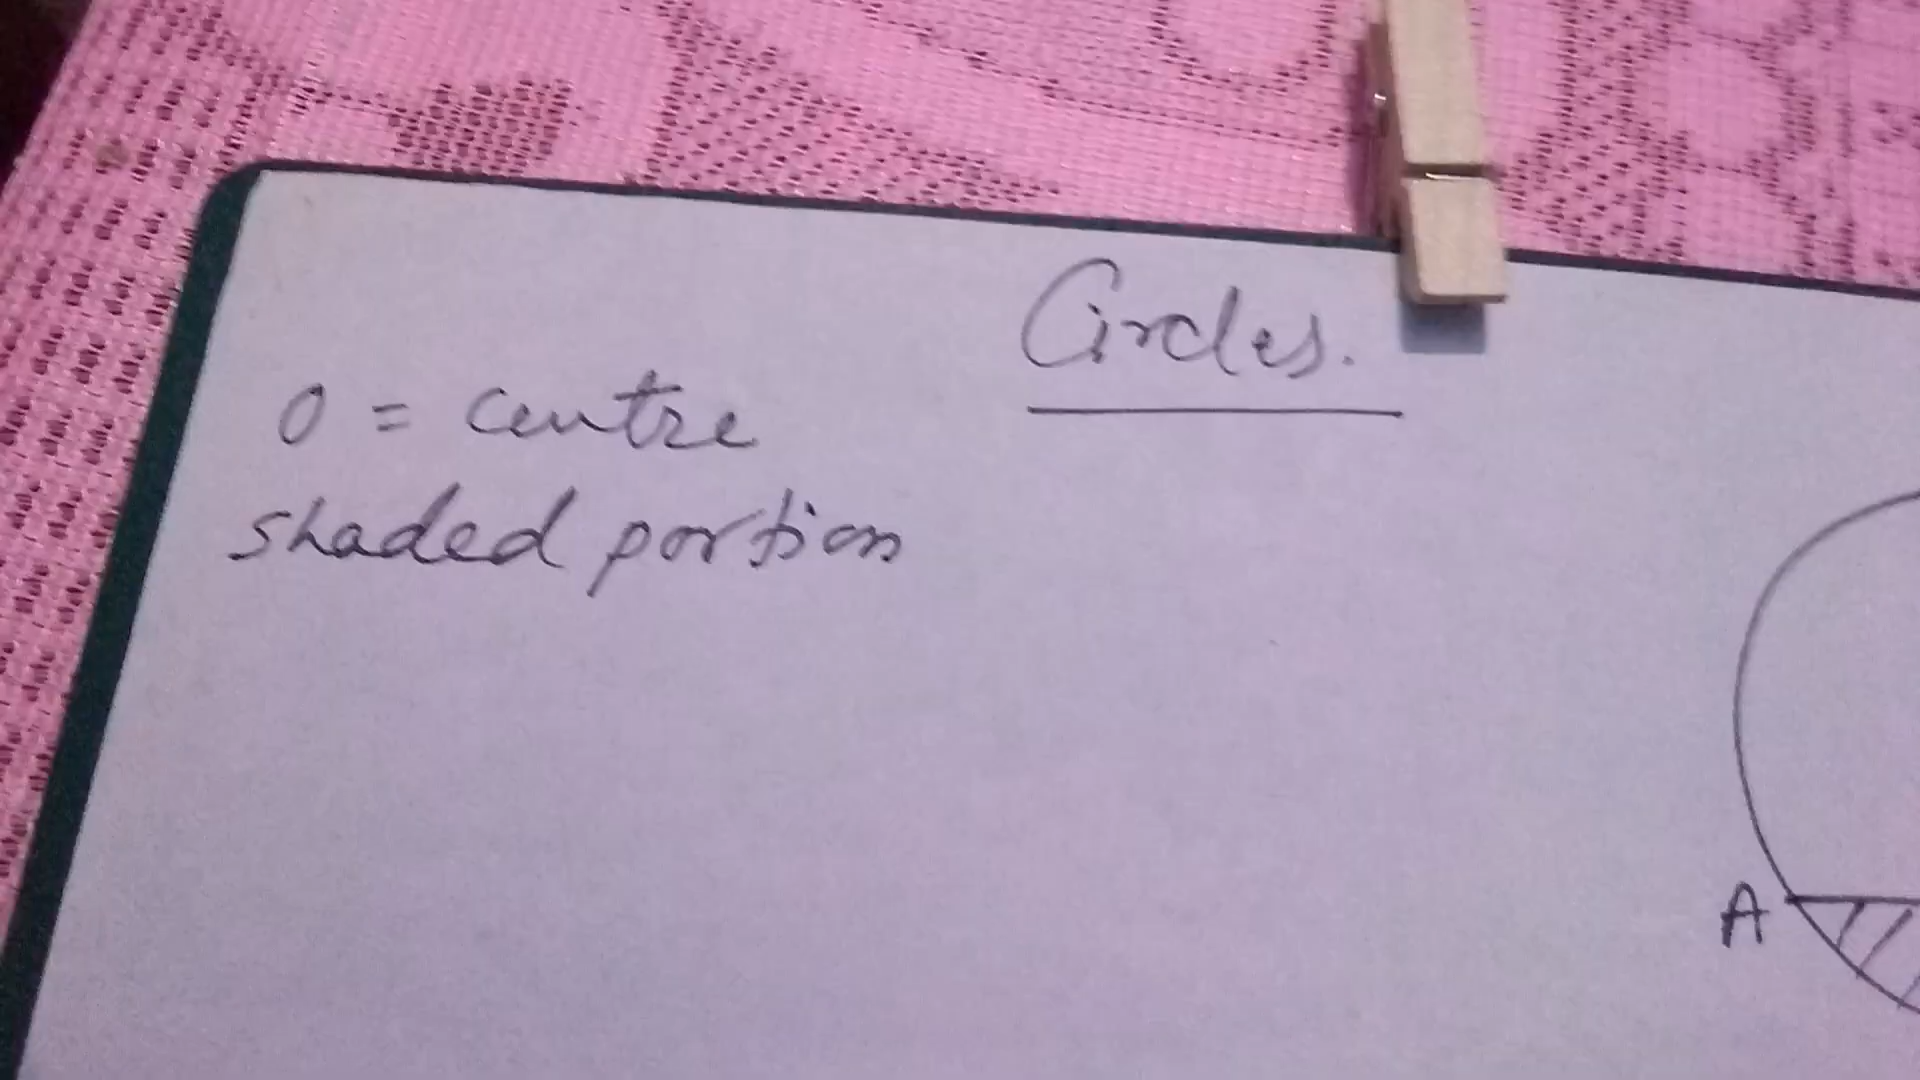 Circles.
O = centre
shaded portion
A